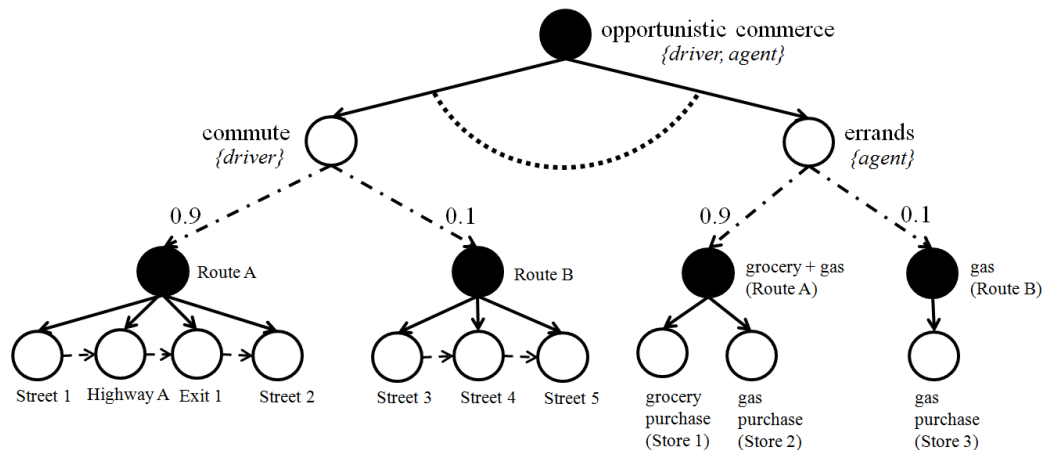 opportunistic commerce
{driver, agent}
commute
{driver}
errands
{agent}
0.9
0.1
0.9
0.1
Route A
Route B
grocery + gas
(Route A)
gas
(Route B)
Street 1
Highway A
Exit 1
Street 2
Street 3
Street 4
Street 5
grocery
purchase
(Store 1)
gas
purchase
(Store 2)
gas
purchase
(Store 3)